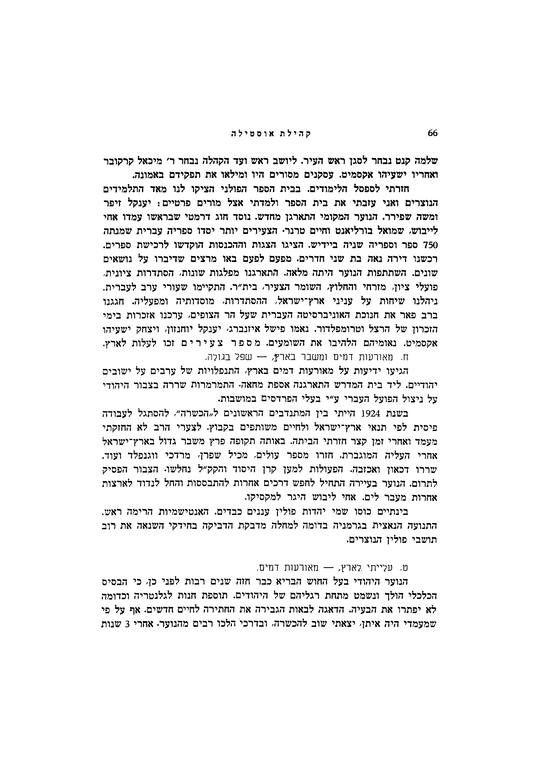 66
קהילת אוסטילה
שלמה קנט נבחר לסגן ראש העיר. ליושב ראש ועד הקהלה נבחר ר׳ מיכאל קרקובר
ואחריו ישעיהו אקסמיט. עסקנים מסורים היו ומילאו את תפקידם באמונה.
חזרתי לספסל הלימודים. בבית הספר הפולני הציקו לנו מאד התלמידים
הנוצרים ואני עזבתי את בית הספר ולמדתי אצל מורים פרטיים: יענקל זיפר
ומשה שפירר. הנוער המקומי התארגן מחדש. נוסד חוג דרמטי שבראשו עמדו אחי
לייבוש, שמואל בורליאנט וחיים טרנר. הצעירים יותר יסדו ספריה עברית שמנתה
750 ספר וספריה שניה ביידיש. הציגו הצגות וההכנסות הוקדשו לרכישת ספרים.
רכשנו דירה נאה בת שני חדרים. מפעם לפעם באו מרצים שדיברו על נושאים
שונים. השתתפות הנוער היתה מלאה. התארגנו מפלגות שונות, הסתדרות ציונית,
פועלי ציון, מזרחי והחלוץ, השומר הצעיר, בית״ר. התקיימו שעורי ערב לעברית.
ניהלנו שיחות על עניני ארץ־ישראל, ההסתדרות, מוסדותיה ומפעליה. חגגנו
ברב פאר את חנוכת האוניברסיטה העברית שעל הר הצופים, ערכנו אזכרות בימי
הזכרון של הרצל וטרומפלדור. נאמו פישל איזנברג, יענקל יוחנזון, ויצחק ישעיהו
אקסמיט. נאומיהם הלהיבו את השומעים. מספר צעירים זכו לעלות לארץ.
ח. מאורעות דמים ומשבר בארץ, — שפל בגולה.
הגיעו ידיעות על מאורעות דמים בארץ, התנפלויות של ערבים על ישובים
יהודיים. ליד בית המדרש התארגנה אספת מחאה. התמרמרות שררה בצבור היהודי
על ניצול הפועל העברי ע״י בעלי הפרדסים במושבות.
בשנת 1924 הייתי בין המתנדבים הראשונים ל„הכשרה״, להסתגל לעבודה
פיסית לפי תנאי ארץ־ישראל ולחיים משותפים בקבוץ. לצערי הרב לא החזקתי
מעמד ואחרי זמן קצר חזרתי הביתה. באותה תקופה פרץ משבר גדול בארץ־ישראל
אחרי העליה המוגברת. חזרו מספר עולים, מכיל שפרן, מרדכי ווגנפלד ועוד.
שררו דכאון ואכזבה. הפעולות למען קרן היסוד והקק״ל נחלשו. הצבור הפסיק
לתרום. הנוער בעיירה התחיל לחפש דרכים אחרות להתבססות והחל לנדוד לארצות
אחרות מעבר לים. אחי ליבוש היגר למקסיקו.
בינתיים כוסו שמי יהדות פולין עננים כבדים. האנטישמיות הרימה ראש.
התנועה הנאצית בגרמניה בדומה למחלה מדבקת הדביקה בחידקי השנאה את רוב
תושבי פולין הנוצרים.
ט. עלייתי לארץ, — מאורעות דמים.
הנוער היהודי בעל החוש הבריא כבר חזה שנים רבות לפני כן, כי הבסיס
הכלכלי הולך ונשמט מתחת רגליהם של היהודים. תוספת חנות לגלנטריה וכדומה
לא יפתרו את הבעיה. הדאגה לבאות הגבירה את החתירה לחיים חדשים. אף על פי
שמעמדי היה איתן, יצאתי שוב להכשרה, ובדרכי הלכו רבים מהנוער. אחרי 3 שנות